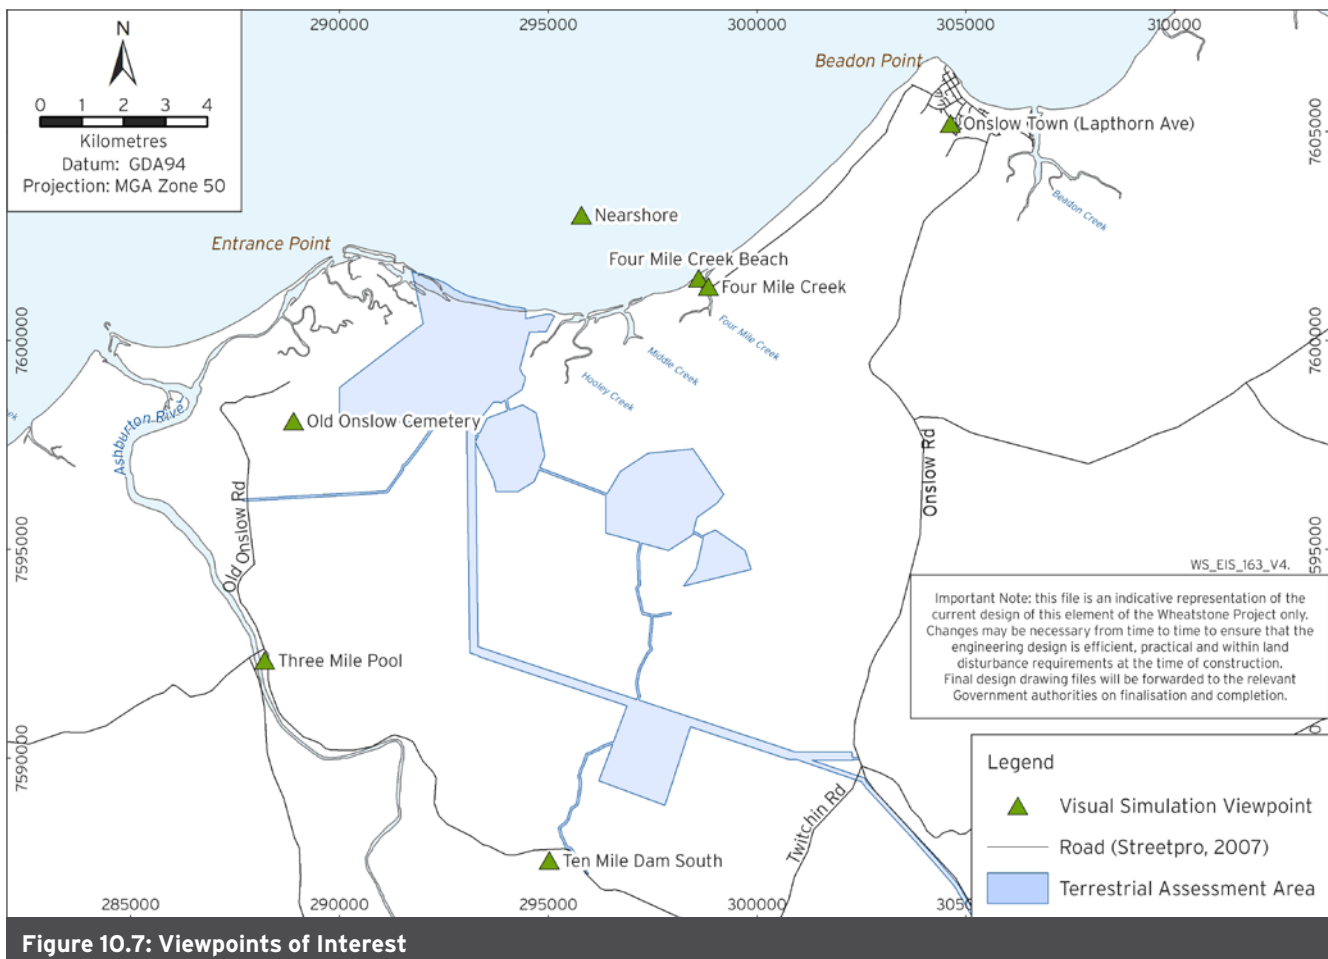 290000
295000
300000
305000
310000
N
0 1 2 3 4
Kilometres
Datum: GDA94
Projection: MGA Zone 50
Beadon Point
Onslow Town (Lapthorn Ave)
7605000
Beadon Creek
Nearshore
Entrance Point
Four Mile Creek Beach
Four Mile Creek
7600000
7600000
Four Mile Creek
Middle Creek
Hooley Creek
Ashburton River
ek
Old Onslow Cemetery
Onslow Rd
Old Onslow Rd
7595000
595000
WS_EIS_163_V4.
Important Note: this file is an indicative representation of the
current design of this element of the Wheatstone Project only.
Changes may be necessary from time to time to ensure that the
engineering design is efficient, practical and within land
disturbance requirements at the time of construction.
Final design drawing files will be forwarded to the relevant
Government authorities on finalisation and completion.
Three Mile Pool
7590000
0
Legend
Visual Simulation Viewpoint
Road (Streetpro, 2007)
Terrestrial Assessment Area
Twitchin Rd
Ten Mile Dam South
285000
290000
295000
300000
305
Figure 10.7: Viewpoints of Interest